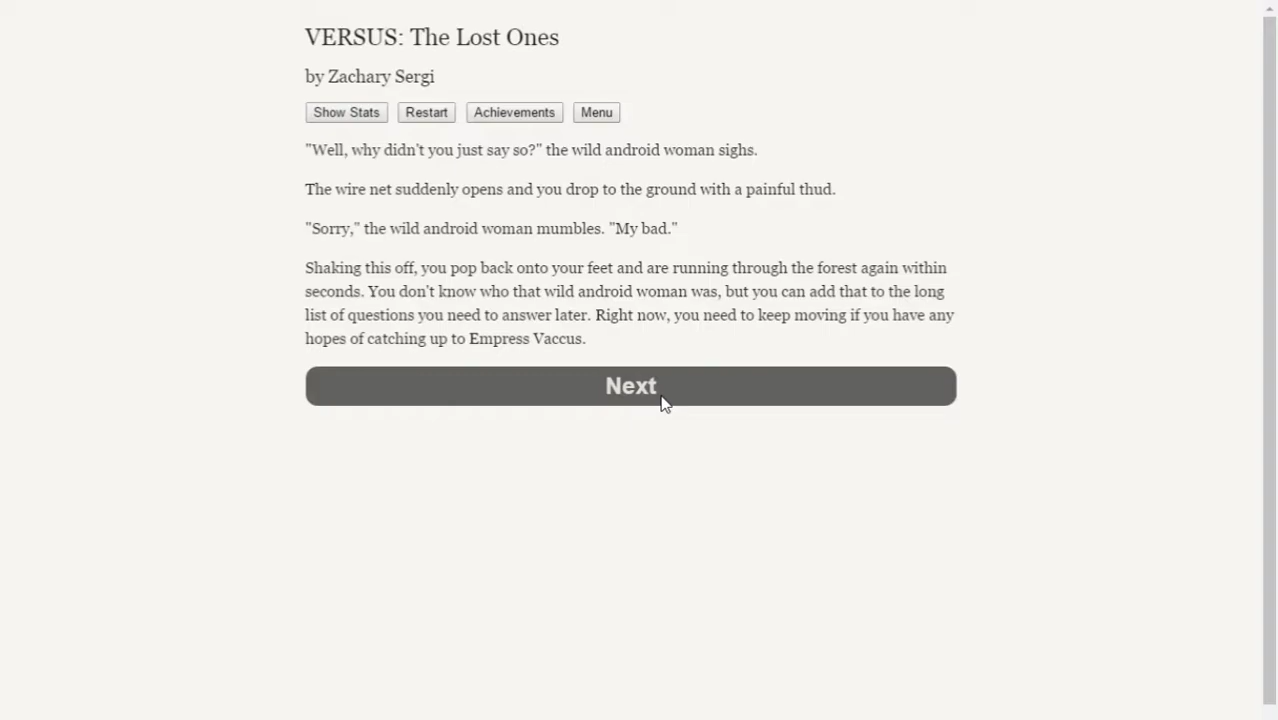 VERSUS: The Lost Ones
by Zachary Sergi
Show Stats Restart Achievements Menu
"Well, why didn't you just say so?" the wild android woman sighs.
The wire net suddenly opens and you drop to the ground with a painful thud.
"Sorry," the wild android woman mumbles. "My bad."
Shaking this off, you pop back onto your feet and are running through the forest again within
seconds. You don't know who that wild android woman was, but you can add that to the long
list of questions you need to answer later. Right now, you need to keep moving if you have any
hopes of catching up to Empress Vaccus.
Next